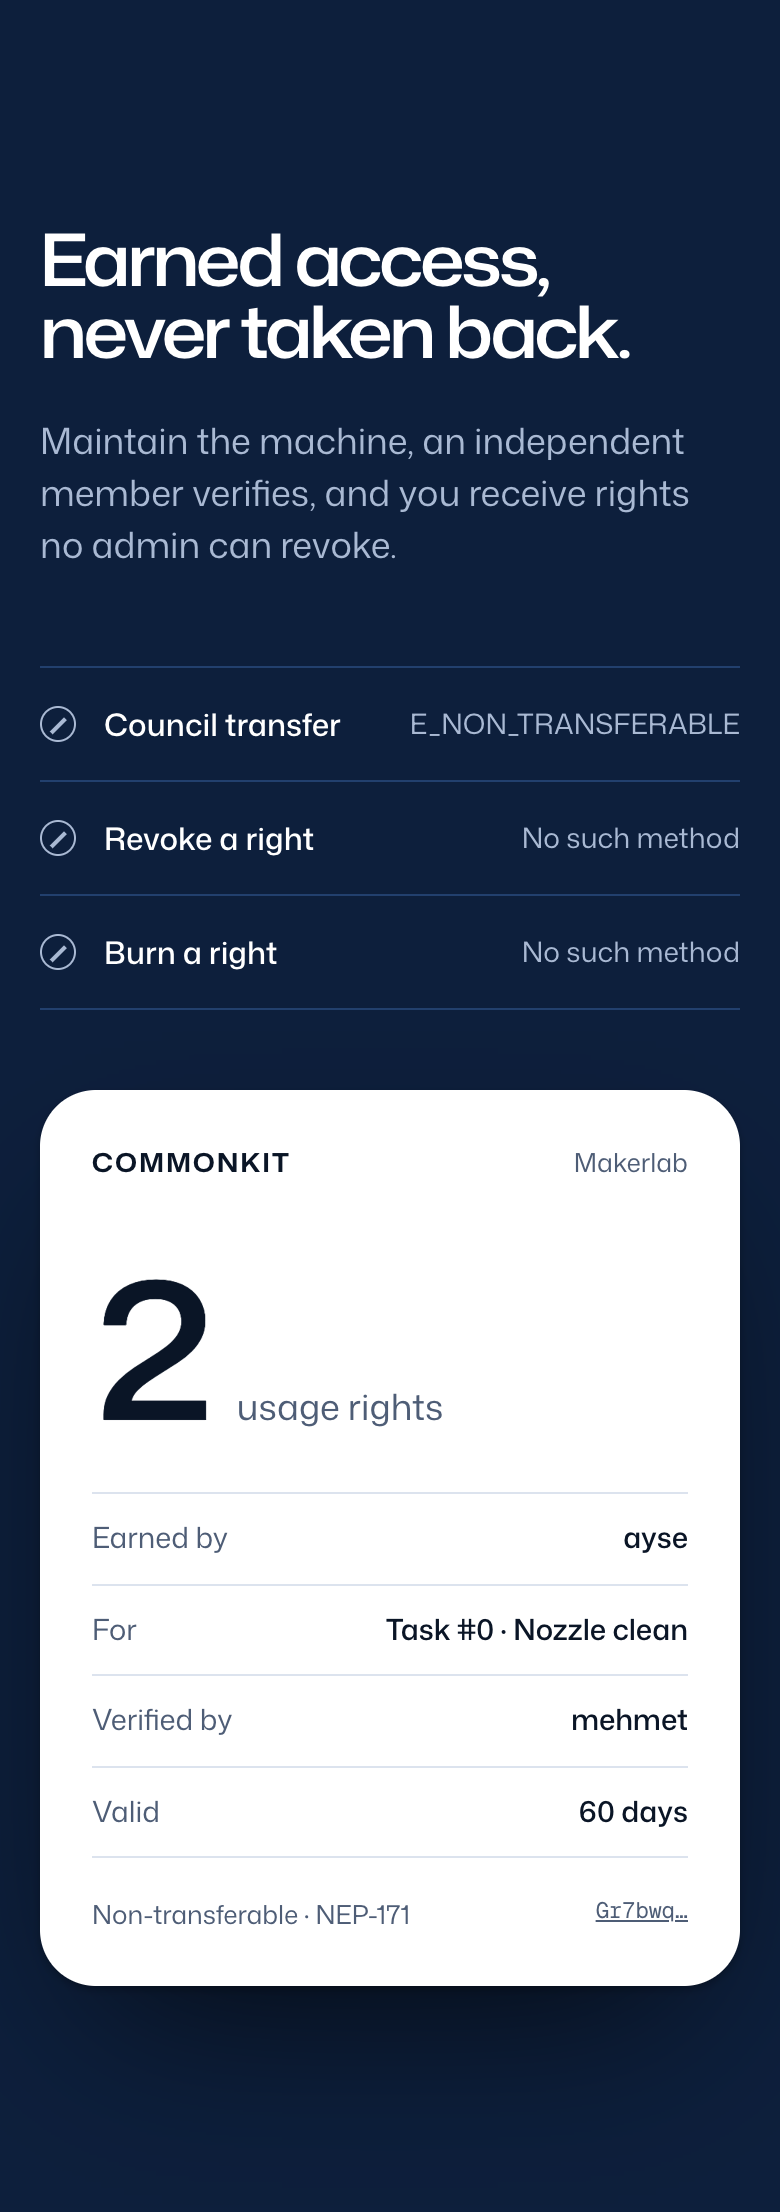 Earned access,
never taken back.
Maintain the machine, an independent
member verifies, and you receive rights
no admin can revoke.
Council transfer E_NON_TRANSFERABLE
Revoke a right No such method
Burn a right No such method
COMMONKIT Makerlab
2 usage rights
Earned by ayse
For Task #0 · Nozzle clean
Verified by mehmet
Valid 60 days
Non-transferable · NEP-171 Gr7bwq…